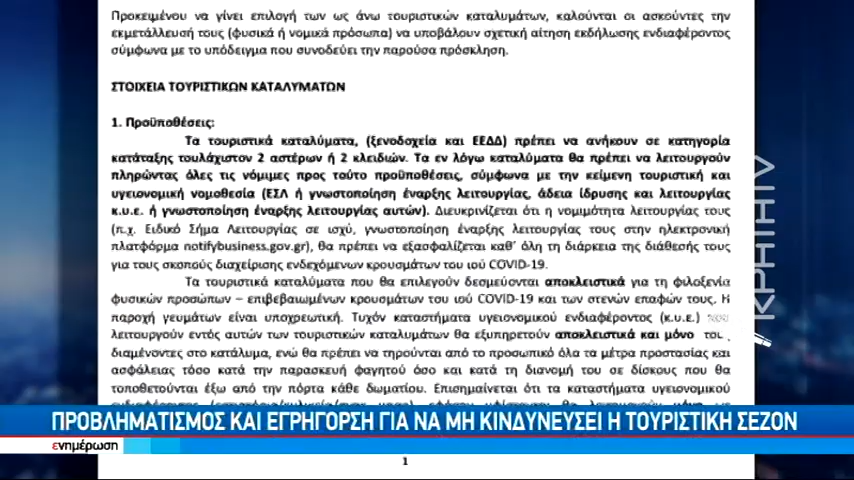 Προκειμένου να γίνει επιλογή των ως άνω τουριστικών καταλυμάτων, καλούνται οι ασκούντες την
εκμετάλλευσή τους (φυσικά ή νομικά πρόσωπα) να υποβάλουν σχετική αίτηση εκδήλωσης ενδιαφέροντος
σύμφωνα με το υπόδειγμα που συνοδεύει την παρούσα πρόσκληση.
ΣΤΟΙΧΕΙΑ ΤΟΥΡΙΣΤΙΚΩΝ ΚΑΤΑΛΥΜΑΤΩΝ
1. Προϋποθέσεις:
Τα τουριστικά καταλύματα, (ξενοδοχεία και ΕΕΔΔ) πρέπει να ανήκουν σε κατηγορία
κατάταξης τουλάχιστον 2 αστέρων ή 2 κλειδιών. Τα εν λόγω καταλύματα θα πρέπει να λειτουργούν
πληρώντας όλες τις νόμιμες προς τούτο προϋποθέσεις, σύμφωνα με την κείμενη τουριστική και
υγειονομική νομοθεσία (ΕΣΛ ή γνωστοποίηση έναρξης λειτουργίας, άδεια ίδρυσης και λειτουργίας
κ.υ.ε. ή γνωστοποίηση έναρξης λειτουργίας αυτών). Διευκρινίζεται ότι η νομιμότητα λειτουργίας τους
(π.χ. Ειδικό Σήμα Λειτουργίας σε ισχύ, γνωστοποίηση έναρξης λειτουργίας τους στην ηλεκτρονική
πλατφόρμα notifybusiness.gov.gr), θα πρέπει να εξασφαλίζεται καθ΄ όλη τη διάρκεια της διάθεσής τους
για τους σκοπούς διαχείρισης ενδεχόμενων κρουσμάτων του ιού COVID-19.
Τα τουριστικά καταλύματα που θα επιλεγούν δεσμεύονται αποκλειστικά για τη φιλοξενία
φυσικών προσώπων – επιβεβαιωμένων κρουσμάτων του ιού COVID-19 και των στενών επαφών τους. Η
παροχή γευμάτων είναι υποχρεωτική. Τυχόν καταστήματα υγειονομικού ενδιαφέροντος (κ.υ.ε.) που
λειτουργούν εντός αυτών των τουριστικών καταλυμάτων θα εξυπηρετούν αποκλειστικά και μόνο τους
διαμένοντες στο κατάλυμα, ενώ θα πρέπει να τηρούνται από το προσωπικό όλα τα μέτρα προστασίας και
ασφάλειας τόσο κατά την παρασκευή φαγητού όσο και κατά τη διανομή του σε δίσκους που θα
τοποθετούνται έξω από την πόρτα κάθε δωματίου. Επισημαίνεται ότι τα καταστήματα υγειονομικού
ΠΡΟΒΛΗΜΑΤΙΣΜΟΣ ΚΑΙ ΕΓΡΗΓΟΡΣΗ ΓΙΑ ΝΑ ΜΗ ΚΙΝΔΥΝΕΥΣΕΙ Η ΤΟΥΡΙΣΤΙΚΗ ΣΕΖΟΝ
ενημέρωση
1
ΚΡΗΤΗ TV